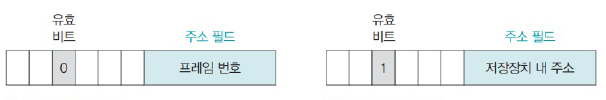 유효
비트
주소 필드
0
프레임 번호
유효
비트
주소 필드
1
저장장치 내 주소